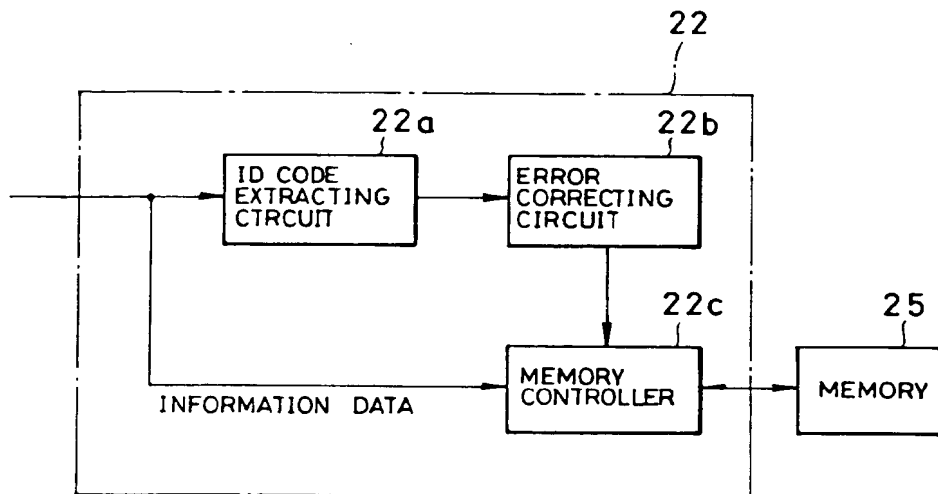 22
22a
22b
ID CODE
EXTRACTING
CTRCUIT
ERROR
CORRECTING
CIRCUIT
22c
25
MEMORY
CONTROLLER
MEMORY
INFORMATION DATA